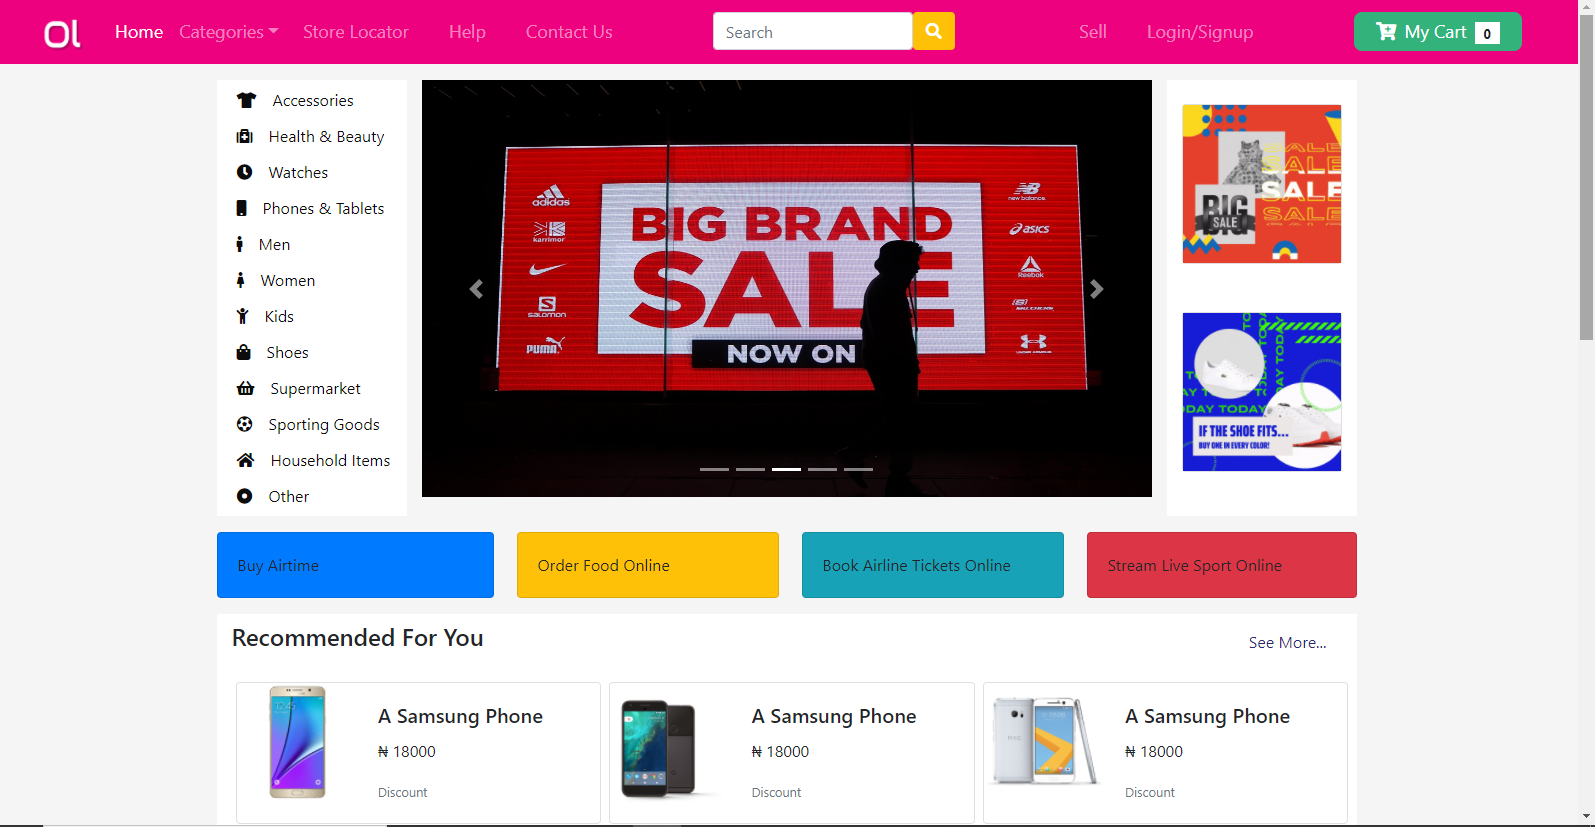 Ol
Home
Categories
Store Locator
Help
Contact Us
Search
Sell
Login/Signup
My Cart 0
Accessories
Health & Beauty
Watches
Phones & Tablets
Men
Women
Kids
Shoes
Supermarket
Sporting Goods
Household Items
Other
adidas
karrimor
SALOMON
PUMA
BIG BRAND
SALE
NOW ON
new balance.
asics
Reebok
UNDER ARMOUR
SALE
SALE
SALE
SALE
SALE
BIG
SALE
TODAY
TODAY TODAY
IF THE SHOE FITS...
BUY ONE IN EVERY COLOR!
Buy Airtime
Order Food Online
Book Airline Tickets Online
Stream Live Sport Online
Recommended For You
See More...
A Samsung Phone
₦ 18000
Discount
A Samsung Phone
₦ 18000
Discount
A Samsung Phone
₦ 18000
Discount